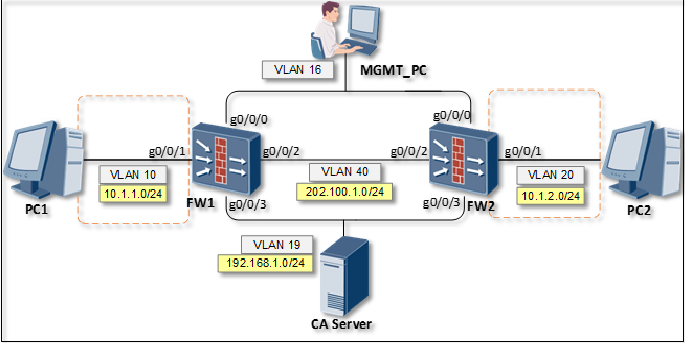 VLAN 16
MGMT_PC
g0/0/0
g0/0/0
g0/0/1
g0/0/2
g0/0/2
g0/0/1
VLAN 10
10.1.1.0/24
VLAN 40
202.100.1.0/24
VLAN 20
10.1.2.0/24
PC1
FW1
g0/0/3
g0/0/3
FW2
PC2
VLAN 19
192.168.1.0/24
CA Server